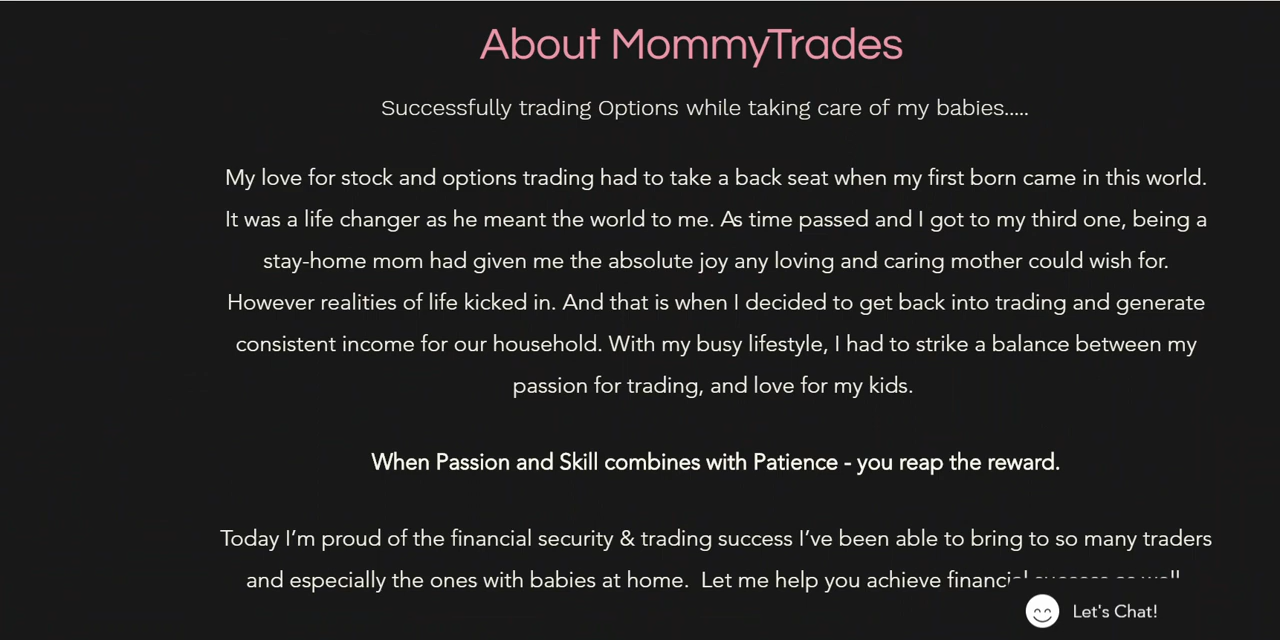 About MommyTrades
Successfully trading Options while taking care of my babies.....
My love for stock and options trading had to take a back seat when my first born came in this world.
It was a life changer as he meant the world to me. As time passed and I got to my third one, being a
stay-home mom had given me the absolute joy any loving and caring mother could wish for.
However realities of life kicked in. And that is when I decided to get back into trading and generate
consistent income for our household. With my busy lifestyle, I had to strike a balance between my
passion for trading, and love for my kids.
When Passion and Skill combines with Patience - you reap the reward.
Today I’m proud of the financial security & trading success I’ve been able to bring to so many traders
and especially the ones with babies at home.  Let me help you achieve financial
Let's Chat!